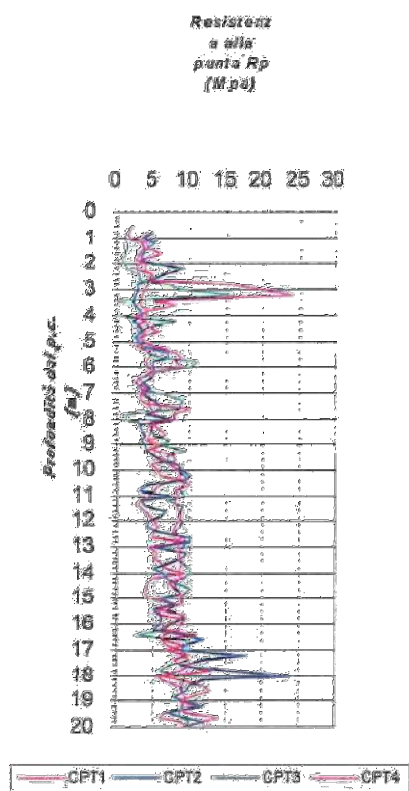 Resistenz
a alla
punta Rp
(Mpa)
0 5 10 15 20 25 30
0
1
2
3
4
5
6
7
8
9
10
11
12
13
14
15
16
17
18
19
20
Profondità dal p.c.
[m]
CPT1 CPT2 CPT3 CPT4